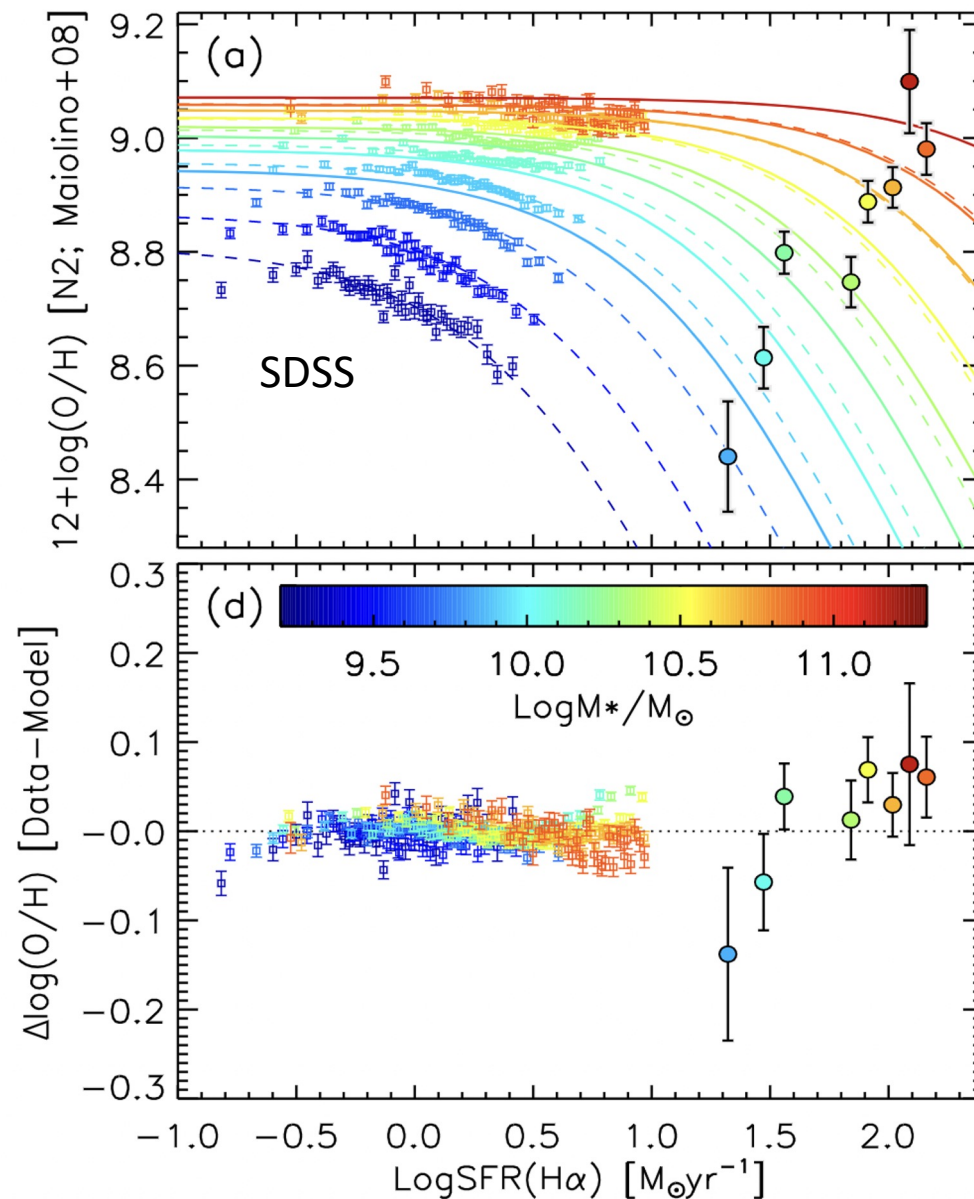 (a)
9.2
9.0
8.8
8.6
8.4
12+log(O/H) [N2; Maiolino+08]
SDSS
(d)
9.5 10.0 10.5 11.0
LogM*/M⊙
0.3
0.2
0.1
−0.0
−0.1
−0.2
−0.3
Δlog(O/H) [Data−Model]
−1.0 −0.5 0.0 0.5 1.0 1.5 2.0
LogSFR(Hα) [M⊙yr⁻¹]